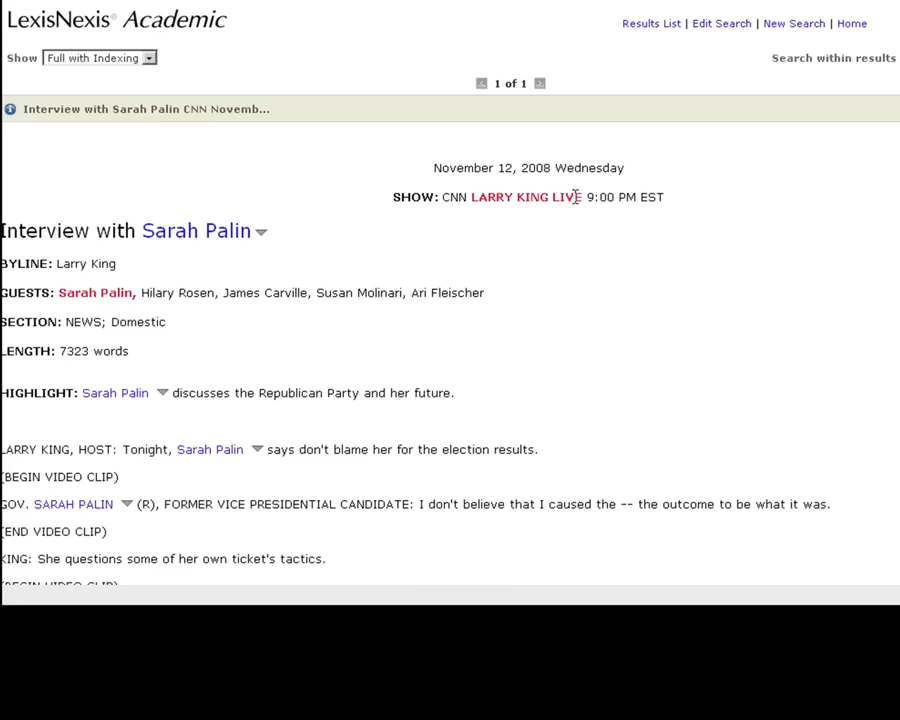 LexisNexis® Academic
Results List | Edit Search | New Search | Home
Show Full with Indexing
Search within results
1 of 1
Interview with Sarah Palin CNN Novemb...
November 12, 2008 Wednesday
SHOW: CNN LARRY KING LIVE 9:00 PM EST
Interview with Sarah Palin
BYLINE: Larry King
GUESTS: Sarah Palin, Hilary Rosen, James Carville, Susan Molinari, Ari Fleischer
SECTION: NEWS; Domestic
LENGTH: 7323 words
HIGHLIGHT: Sarah Palin discusses the Republican Party and her future.
LARRY KING, HOST: Tonight, Sarah Palin says don't blame her for the election results.
(BEGIN VIDEO CLIP)
GOV. SARAH PALIN (R), FORMER VICE PRESIDENTIAL CANDIDATE: I don't believe that I caused the -- the outcome to be what it was.
(END VIDEO CLIP)
KING: She questions some of her own ticket's tactics.
(BEGIN VIDEO CLIP)